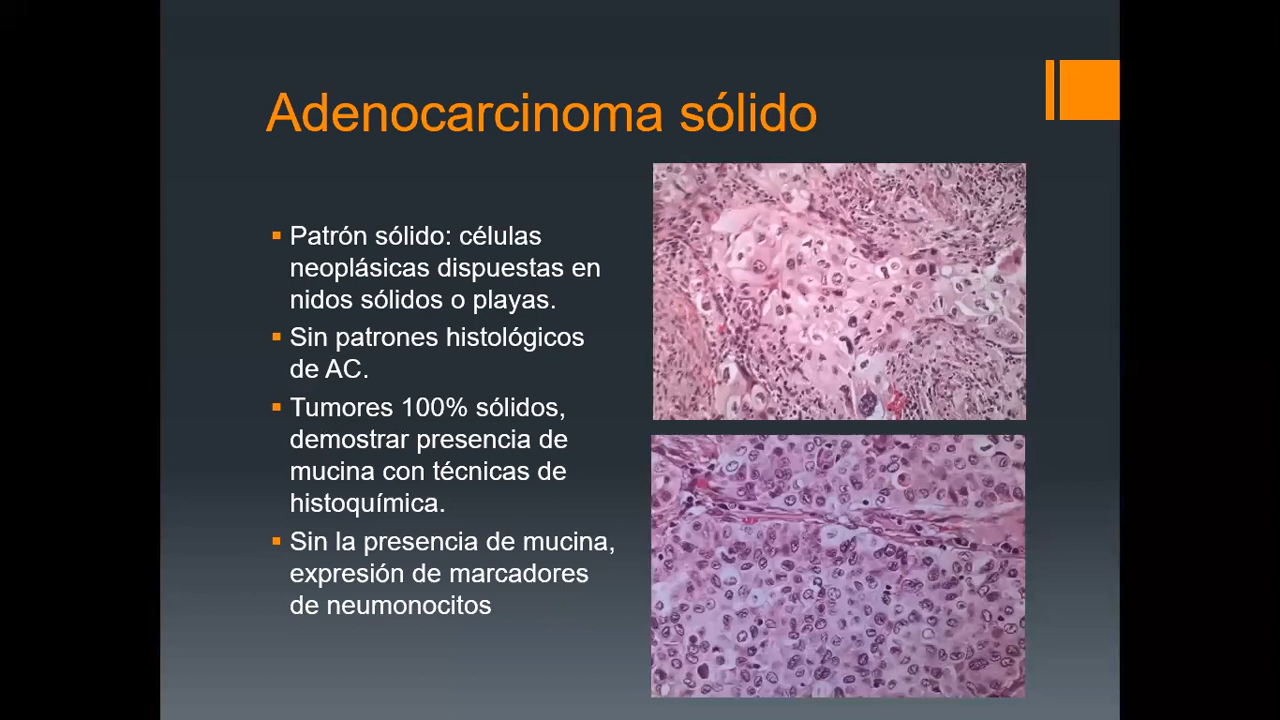 Adenocarcinoma sólido
▪ Patrón sólido: células
neoplásicas dispuestas en
nidos sólidos o playas.
▪ Sin patrones histológicos
de AC.
▪ Tumores 100% sólidos,
demostrar presencia de
mucina con técnicas de
histoquímica.
▪ Sin la presencia de mucina,
expresión de marcadores
de neumonocitos